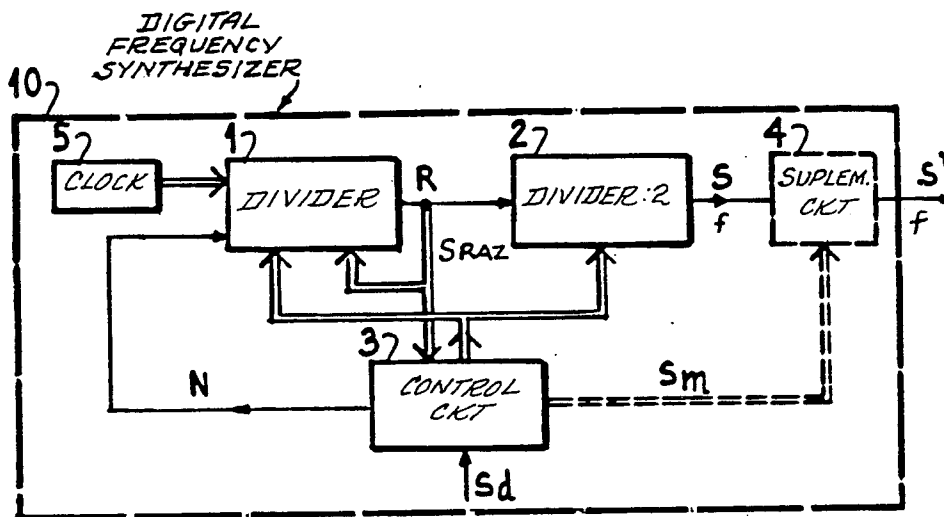 DIGITAL
FREQUENCY
SYNTHESIZER
10
5
CLOCK
1
DIVIDER
R
SRAZ
2
DIVIDER:2
S
f
4
SUPLEM.
CKT
S'
f
3
CONTROL
CKT
N
Sm
Sd